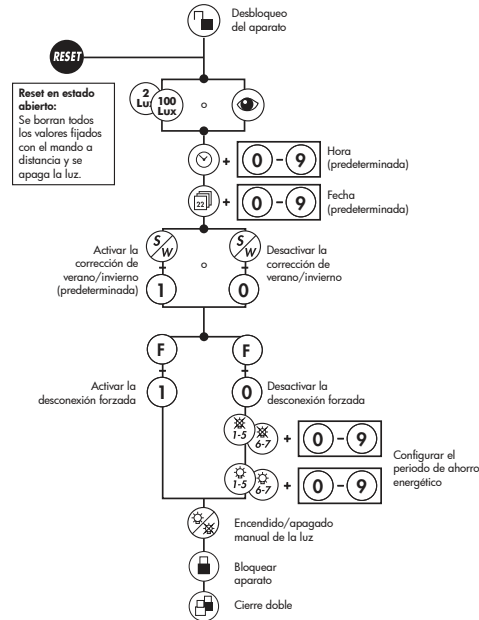 Desbloqueo
del aparato
RESET
Reset en estado
abierto:
Se borran todos
los valores fijados
con el mando a
distancia y se
apaga la luz.
2
Lux
100
Lux
o
+
0 - 9
Hora
(predeterminada)
22
+
0 - 9
Fecha
(predeterminada)
Activar la
corrección de
verano/invierno
(predeterminada)
S/W
1
o
S/W
0
Desactivar la
corrección de
verano/invierno
F
F
Activar la
desconexión forzada
1
0
Desactivar la
desconexión forzada
1-5
6-7
+
0 - 9
1-5
6-7
+
0 - 9
Configurar el
periodo de ahorro
energético
Encendido/apagado
manual de la luz
Bloquear
aparato
Cierre doble